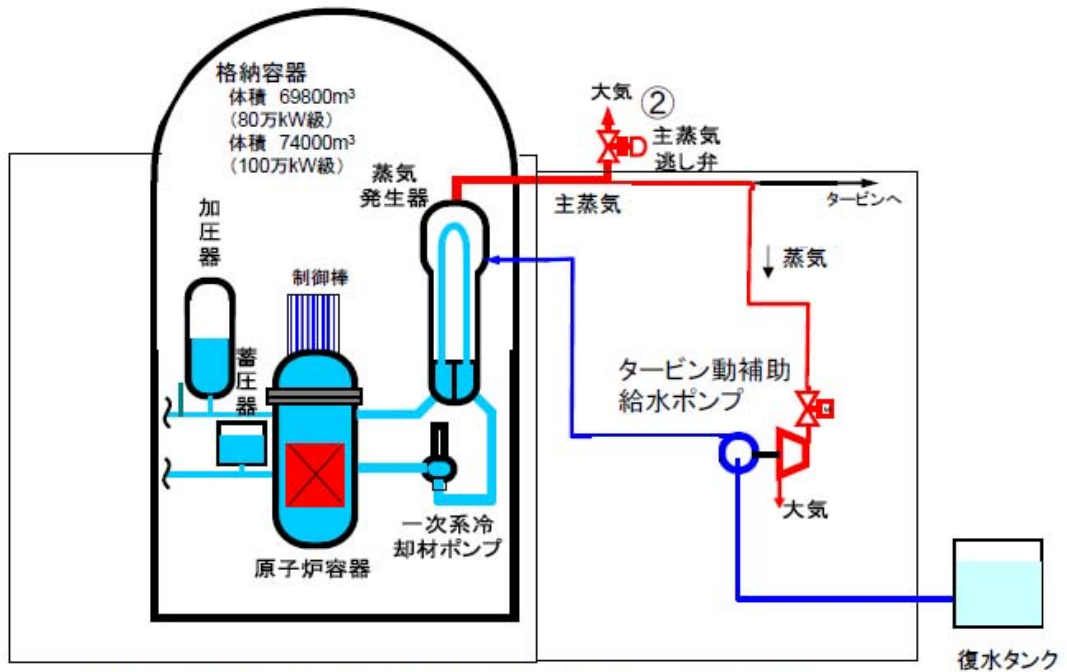 格納容器
体積 69800m³
(80万kW級)
体積 74000m³
(100万kW級)
大気
②
主蒸気
逃し弁
蒸気
発生器
主蒸気
タービンへ
加
圧
器
制御棒
蒸気
蓄
圧
器
タービン動補助
給水ポンプ
大気
一次系冷
却材ポンプ
原子炉容器
復水タンク